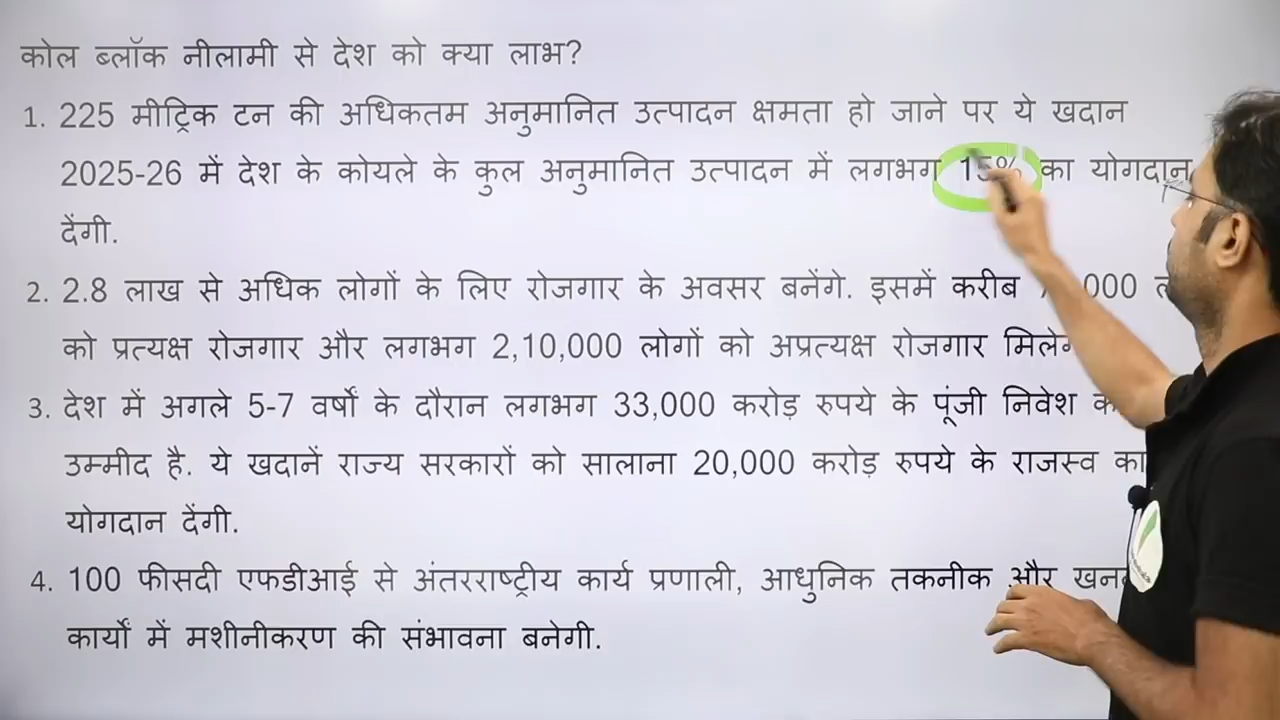 कोल ब्लॉक नीलामी से देश को क्या लाभ?
1. 225 मीट्रिक टन की अधिकतम अनुमानित उत्पादन क्षमता हो जाने पर ये खदान
2025-26 में देश के कोयले के कुल अनुमानित उत्पादन में लगभग 15% का योगदान
देंगी.
2. 2.8 लाख से अधिक लोगों के लिए रोजगार के अवसर बनेंगे. इसमें करीब
को प्रत्यक्ष रोजगार और लगभग 2,10,000 लोगों को अप्रत्यक्ष रोजगार
3. देश में अगले 5-7 वर्षों के दौरान लगभग 33,000 करोड़ रुपये के पूंजी निवेश
उम्मीद है. ये खदानें राज्य सरकारों को सालाना 20,000 करोड़ रुपये के राजस्व का
योगदान देंगी.
4. 100 फीसदी एफडीआई से अंतरराष्ट्रीय कार्य प्रणाली, आधुनिक तकनीक और
कार्यों में मशीनीकरण की संभावना बनेगी.